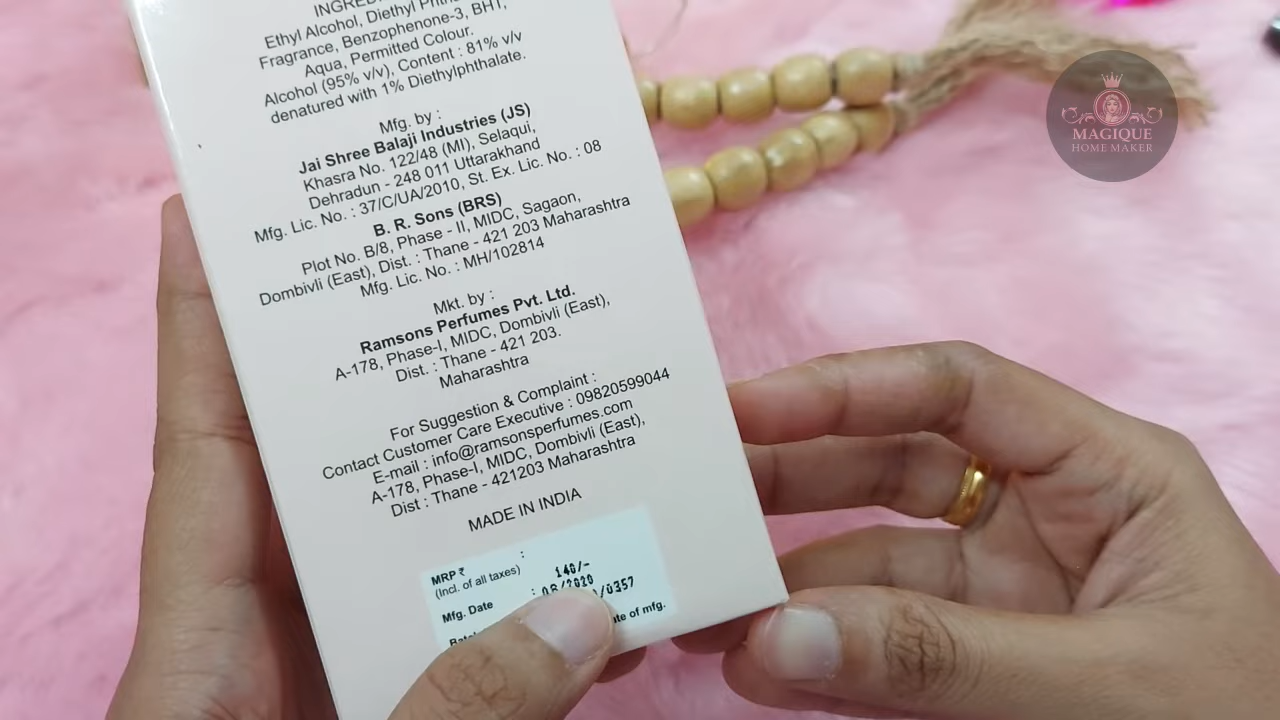 Ethyl Alcohol, Diethyl
Fragrance, Benzophenone-3, BHT,
Aqua, Permitted Colour.
Alcohol (95% v/v), Content : 81% v/v
denatured with 1% Diethylphthalate.
Mfg. by :
Jai Shree Balaji Industries (JS)
Khasra No. 122/48 (MI), Selaqui,
Dehradun - 248 011 Uttarakhand
Mfg. Lic. No. : 37/C/UA/2010, St. Ex. Lic. No. : 08
B. R. Sons (BRS)
Plot No. B/8, Phase - II, MIDC, Sagaon,
Dombivli (East), Dist. : Thane - 421 203 Maharashtra
Mfg. Lic. No. : MH/102814
Mkt. by :
Ramsons Perfumes Pvt. Ltd.
A-178, Phase-I, MIDC, Dombivli (East),
Dist. : Thane - 421 203.
Maharashtra
For Suggestion & Complaint :
Contact Customer Care Executive : 09820599044
E-mail : info@ramsonsperfumes.com
A-178, Phase-I, MIDC, Dombivli (East),
Dist : Thane - 421203 Maharashtra
MADE IN INDIA
MRP ₹ : 140/-
(Incl. of all taxes)
Mfg. Date : 08/2020
/0357
of mfg.
MAGIQUE
HOME MAKER